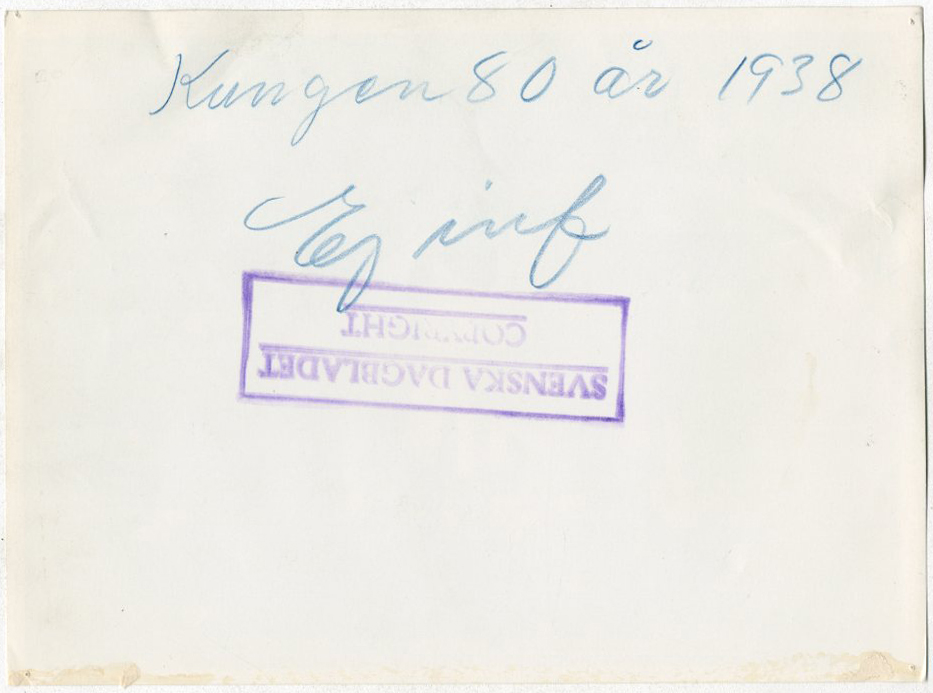 Kungen 80 år 1938
Ej inf
SVENSKA DAGBLADET
COPYRIGHT